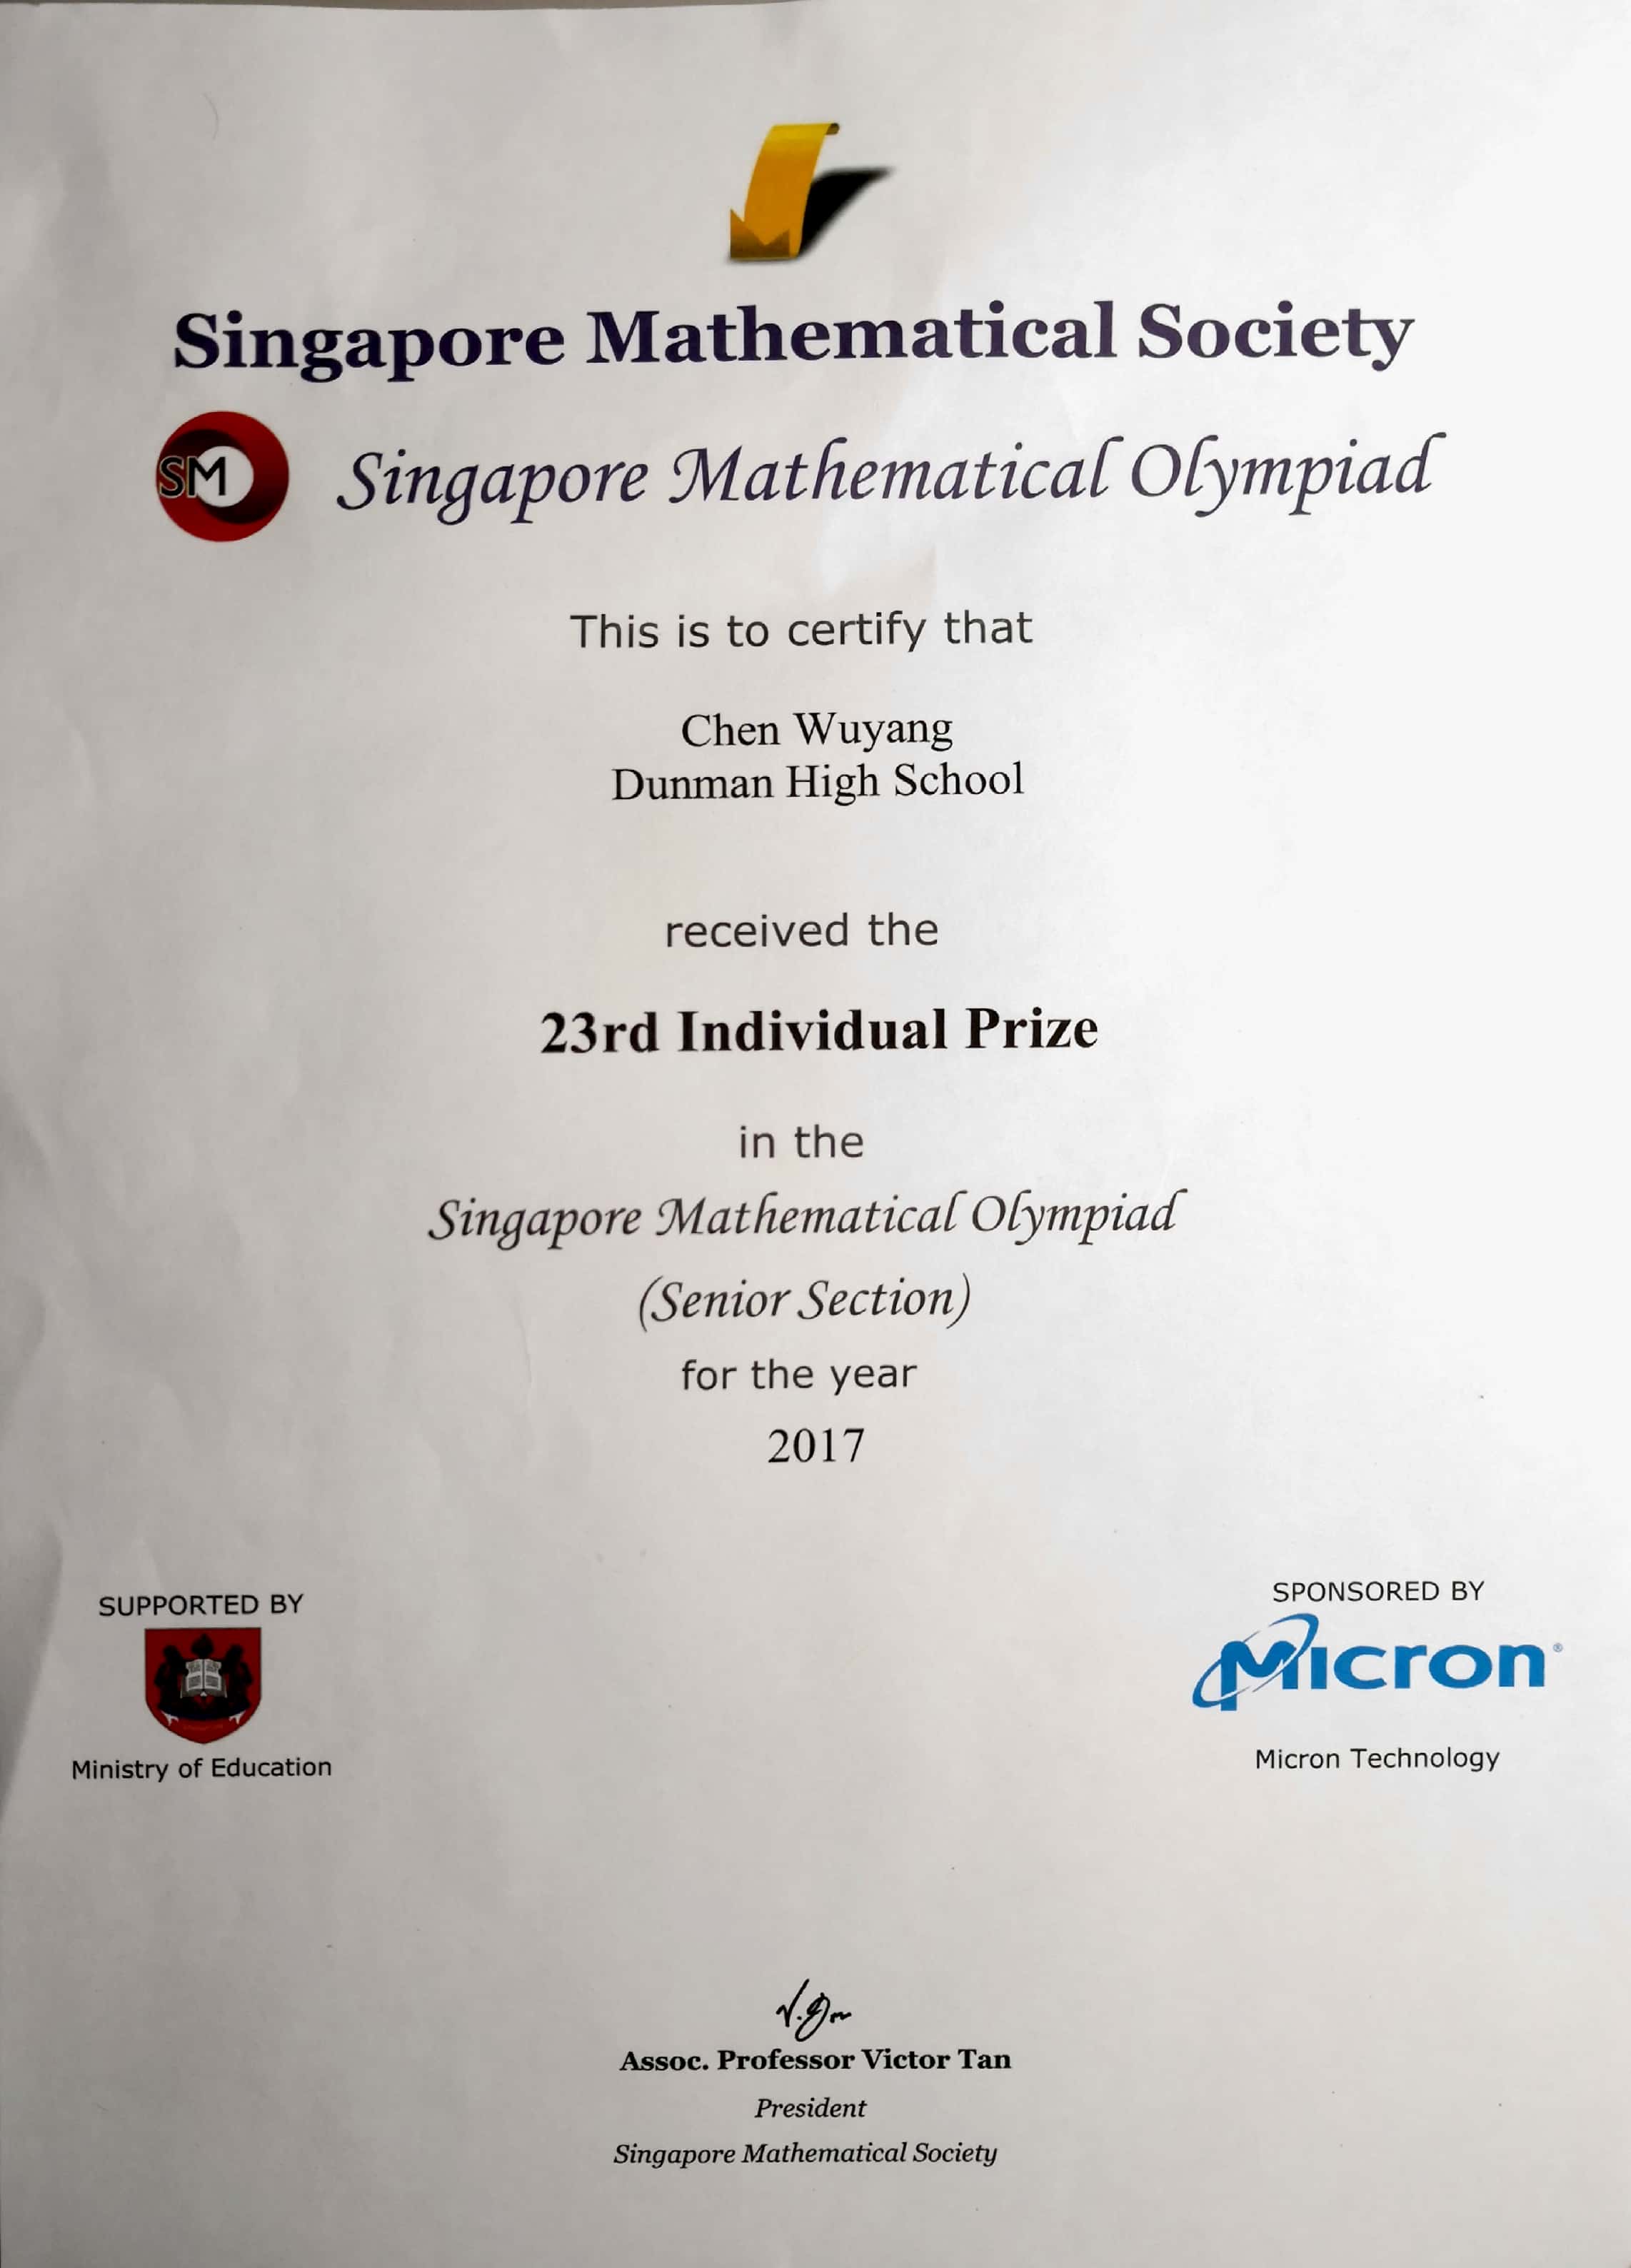 Singapore Mathematical Society
SM
Singapore Mathematical Olympiad
This is to certify that
Chen Wuyang
Dunman High School
received the
23rd Individual Prize
in the
Singapore Mathematical Olympiad
(Senior Section)
for the year
2017
SUPPORTED BY
Ministry of Education
SPONSORED BY
Micron®
Micron Technology
V. Tan
Assoc. Professor Victor Tan
President
Singapore Mathematical Society